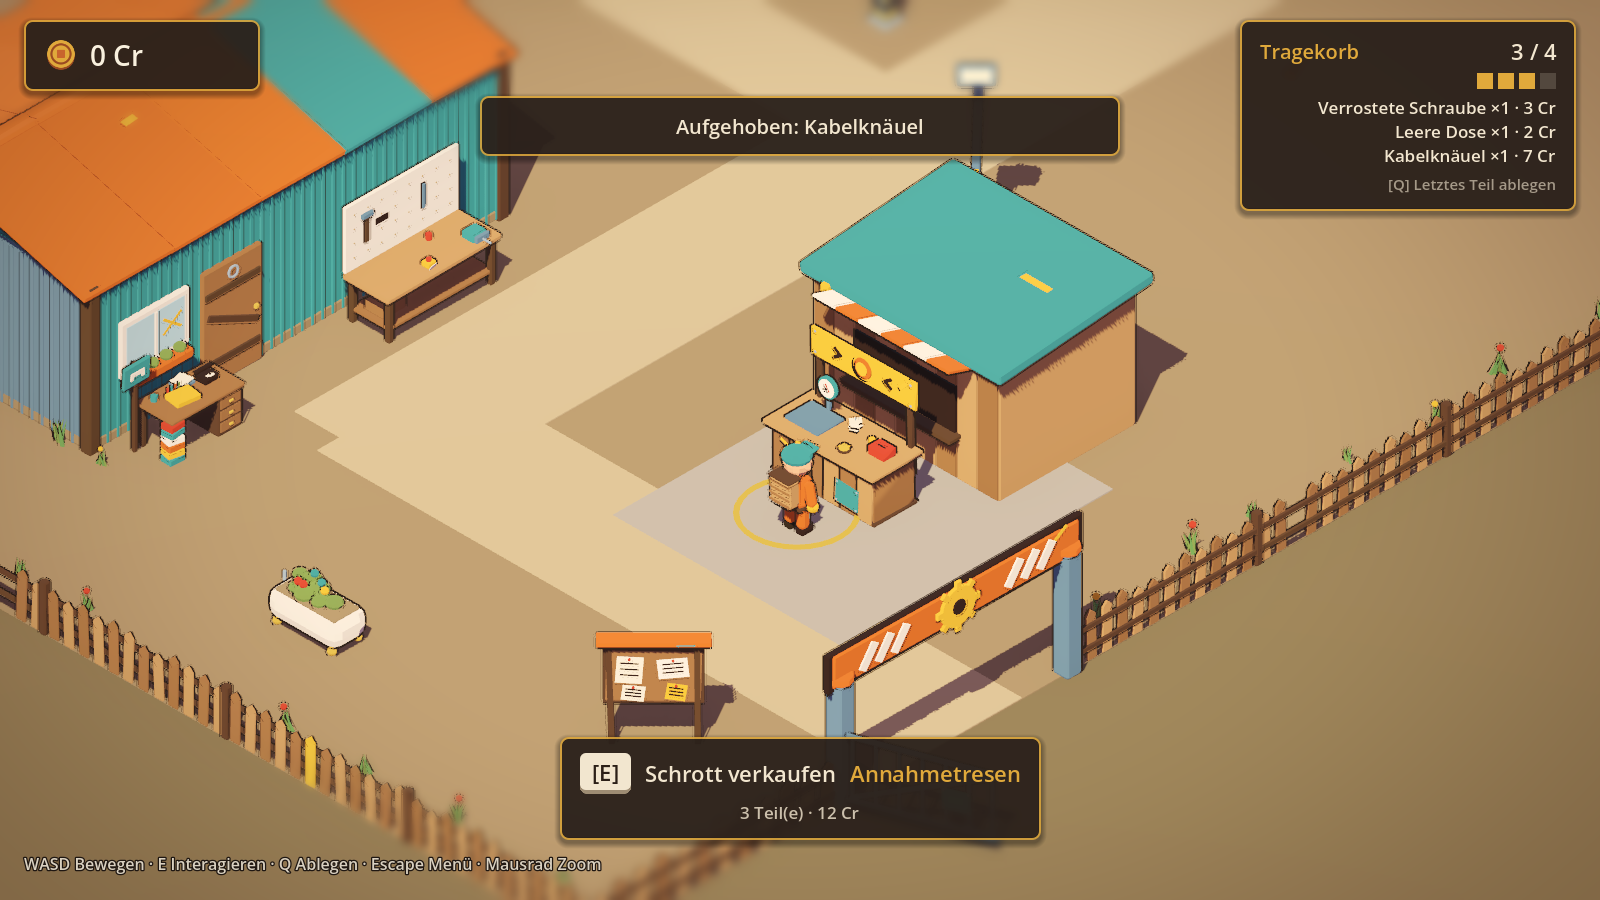 0 Cr
Tragekorb 3 / 4
Verrostete Schraube ×1 · 3 Cr
Leere Dose ×1 · 2 Cr
Kabelknäuel ×1 · 7 Cr
[Q] Letztes Teil ablegen
Aufgehoben: Kabelknäuel
[E] Schrott verkaufen Annahmetresen
3 Teil(e) · 12 Cr
WASD Bewegen · E Interagieren · Q Ablegen · Escape Menü · Mausrad Zoom